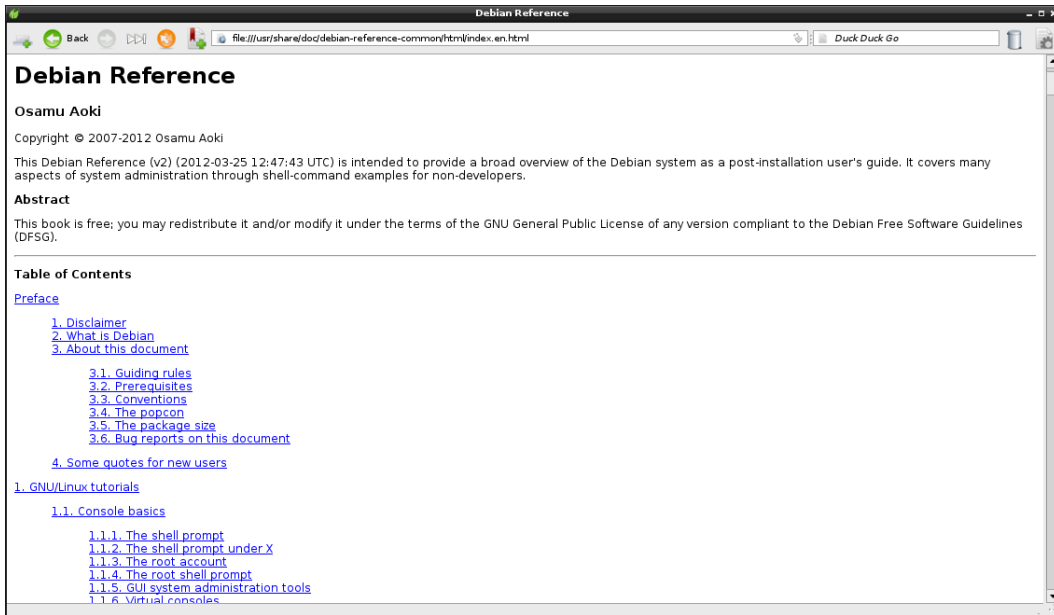 Debian Reference
Back
file:///usr/share/doc/debian-reference-common/html/index.en.html
Duck Duck Go
Debian Reference
Osamu Aoki
Copyright © 2007-2012 Osamu Aoki
This Debian Reference (v2) (2012-03-25 12:47:43 UTC) is intended to provide a broad overview of the Debian system as a post-installation user's guide. It covers many
aspects of system administration through shell-command examples for non-developers.
Abstract
This book is free; you may redistribute it and/or modify it under the terms of the GNU General Public License of any version compliant to the Debian Free Software Guidelines
(DFSG).
Table of Contents
Preface
1. Disclaimer
2. What is Debian
3. About this document
3.1. Guiding rules
3.2. Prerequisites
3.3. Conventions
3.4. The popcon
3.5. The package size
3.6. Bug reports on this document
4. Some quotes for new users
1. GNU/Linux tutorials
1.1. Console basics
1.1.1. The shell prompt
1.1.2. The shell prompt under X
1.1.3. The root account
1.1.4. The root shell prompt
1.1.5. GUI system administration tools
1.1.6. Virtual consoles